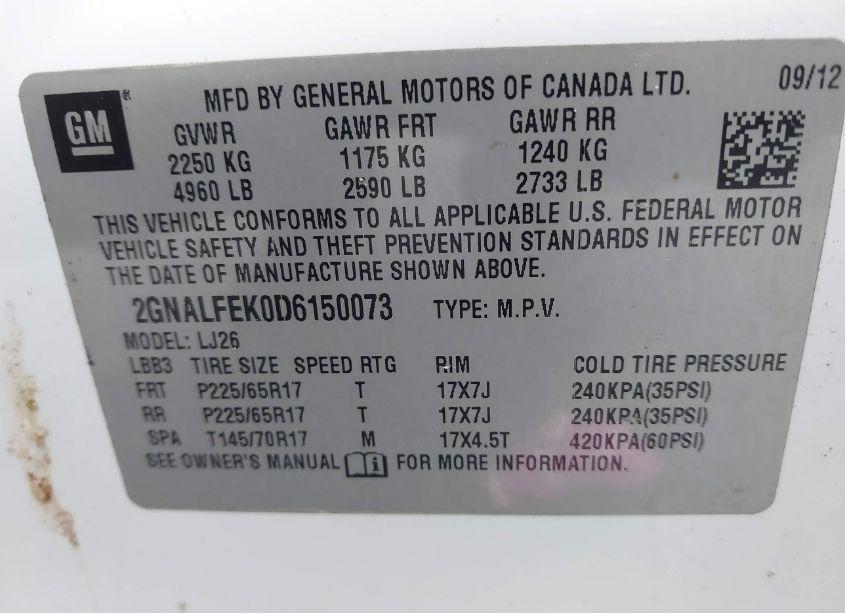 GM ® MFD BY GENERAL MOTORS OF CANADA LTD. 09/12
GVWR GAWR FRT GAWR RR
2250 KG 1175 KG 1240 KG
4960 LB 2590 LB 2733 LB
THIS VEHICLE CONFORMS TO ALL APPLICABLE U.S. FEDERAL MOTOR
VEHICLE SAFETY AND THEFT PREVENTION STANDARDS IN EFFECT ON
THE DATE OF MANUFACTURE SHOWN ABOVE.
2GNALFEK0D6150073 TYPE: M.P.V.
MODEL: LJ26
LBB3 TIRE SIZE SPEED RTG RIM COLD TIRE PRESSURE
FRT P225/65R17 T 17X7J 240KPA(35PSI)
RR P225/65R17 T 17X7J 240KPA(35PSI)
SPA T145/70R17 M 17X4.5T 420KPA(60PSI)
SEE OWNER'S MANUAL i FOR MORE INFORMATION.